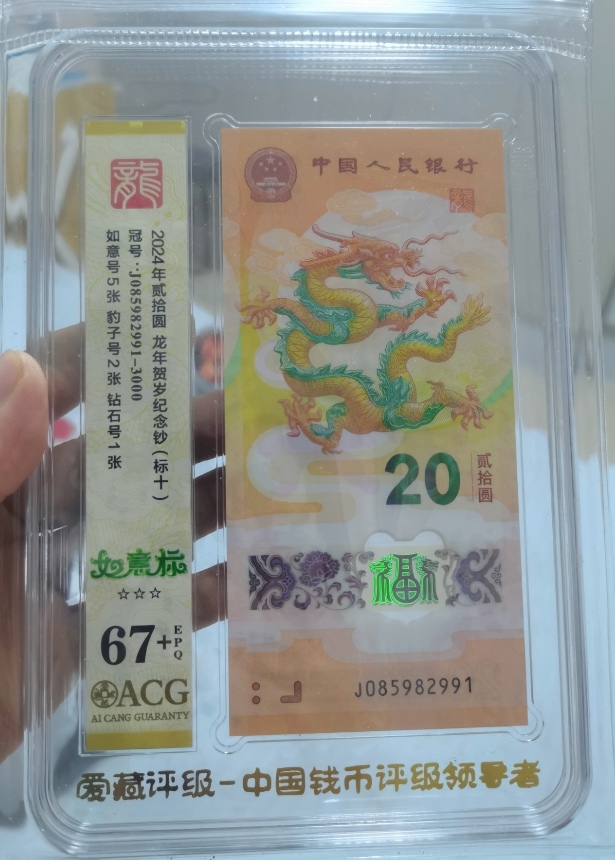 龍
2024年贰拾圆 龙年贺岁纪念钞(标十)
冠号:J085982991-3000
如意号5张 豹子号2张 钻石号1张
如意标
☆☆☆
67+EPQ
ACG
AI CANG GUARANTY
中国人民银行
龍
20
贰拾圆
福
J085982991
爱藏评级-中国钱币评级领导者